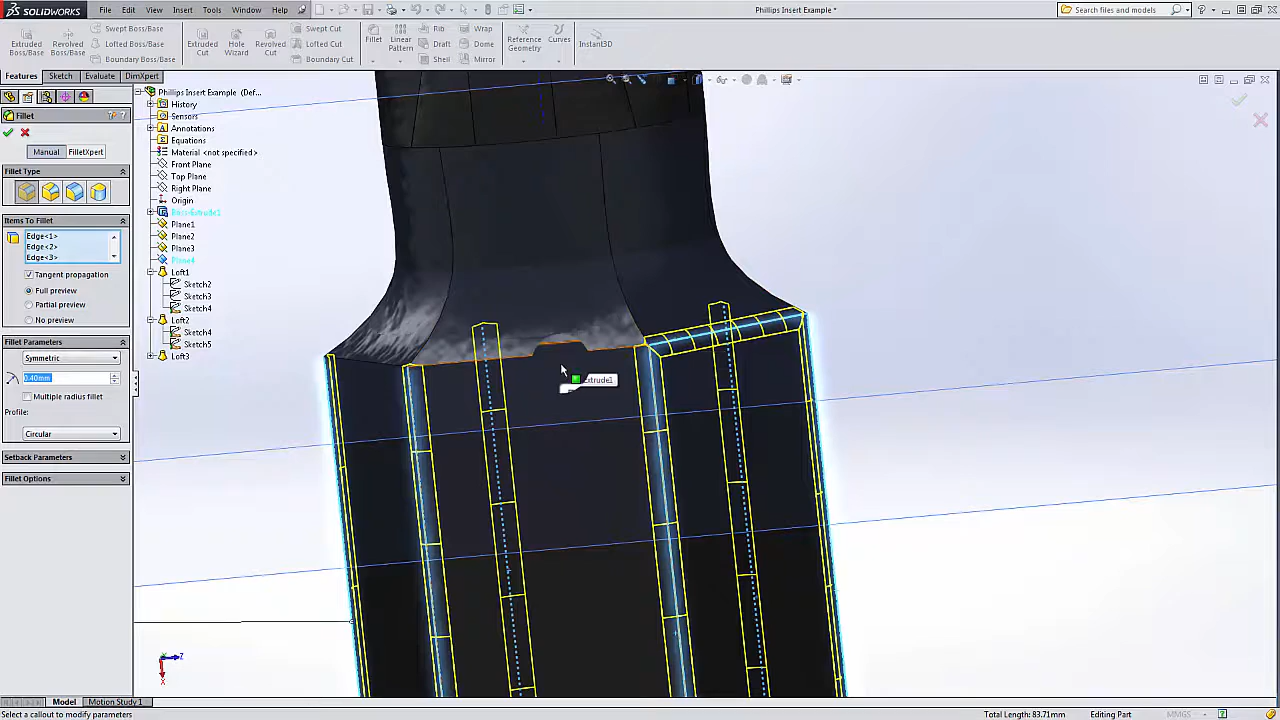 SOLIDWORKS File Edit View Insert Tools Window Help Phillips Insert Example * Search files and models
Extruded Boss/Base Revolved Boss/Base Swept Boss/Base Extruded Cut Hole Wizard Revolved Cut Swept Cut Fillet Linear Pattern Rib Wrap Reference Geometry Curves Instant3D
Lofted Boss/Base Lofted Cut Draft Dome
Boundary Boss/Base Boundary Cut Shell Mirror
Features Sketch Evaluate DimXpert
Fillet
Manual FilletXpert
Fillet Type
Items To Fillet
Edge<1>
Edge<2>
Edge<3>
Tangent propagation
Full preview
Partial preview
No preview
Fillet Parameters
Symmetric
0.40mm
Multiple radius fillet
Profile:
Circular
Setback Parameters
Fillet Options
Phillips Insert Example (Def...
History
Sensors
Annotations
Equations
Material <not specified>
Front Plane
Top Plane
Right Plane
Origin
Boss-Extrude1
Plane1
Plane2
Plane3
Plane4
Loft1
Sketch2
Sketch3
Sketch4
Loft2
Sketch4
Sketch5
Loft3
Extrude1
Z
X
Model Motion Study 1
Select a callout to modify parameters Total Length: 83.71mm Editing Part MMGS